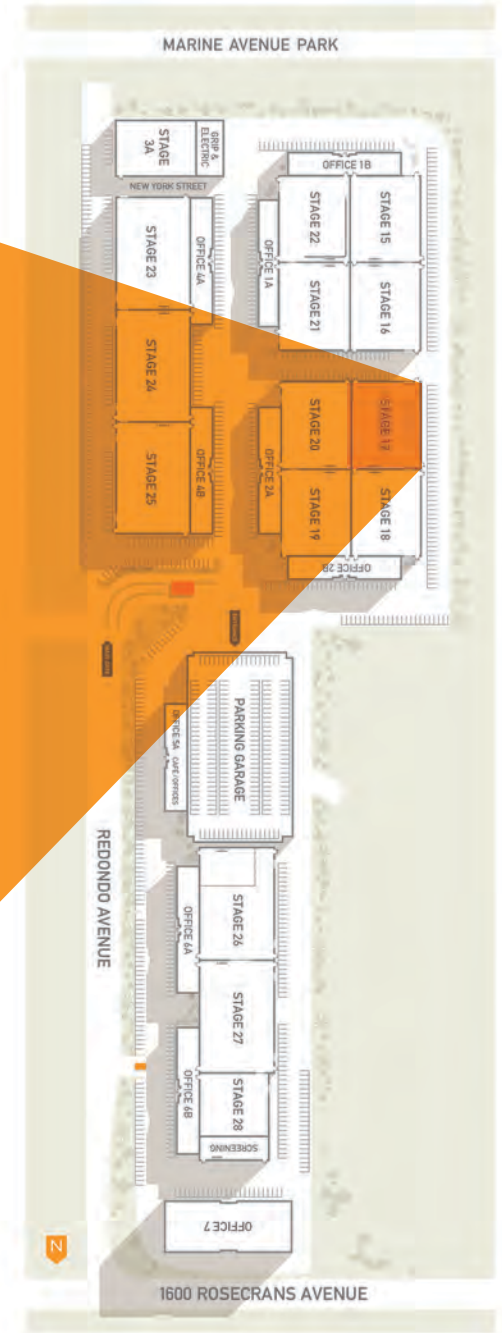 MARINE AVENUE PARK
STAGE
3A
GRIP &
ELECTRIC
NEW YORK STREET
OFFICE 1B
STAGE 23
OFFICE 4A
OFFICE 1A
STAGE 22
STAGE 15
STAGE 21
STAGE 16
STAGE 24
STAGE 20
STAGE 17
STAGE 25
OFFICE 4B
OFFICE 2A
STAGE 19
STAGE 18
OFFICE 2B
ENTRANCE
PARKING GARAGE
OFFICE 5A CAFÉ/OFFICES
REDONDO AVENUE
STAGE 26
OFFICE 6A
STAGE 27
OFFICE 6B
STAGE 28
SCREENING
OFFICE 7
N
1600 ROSECRANS AVENUE